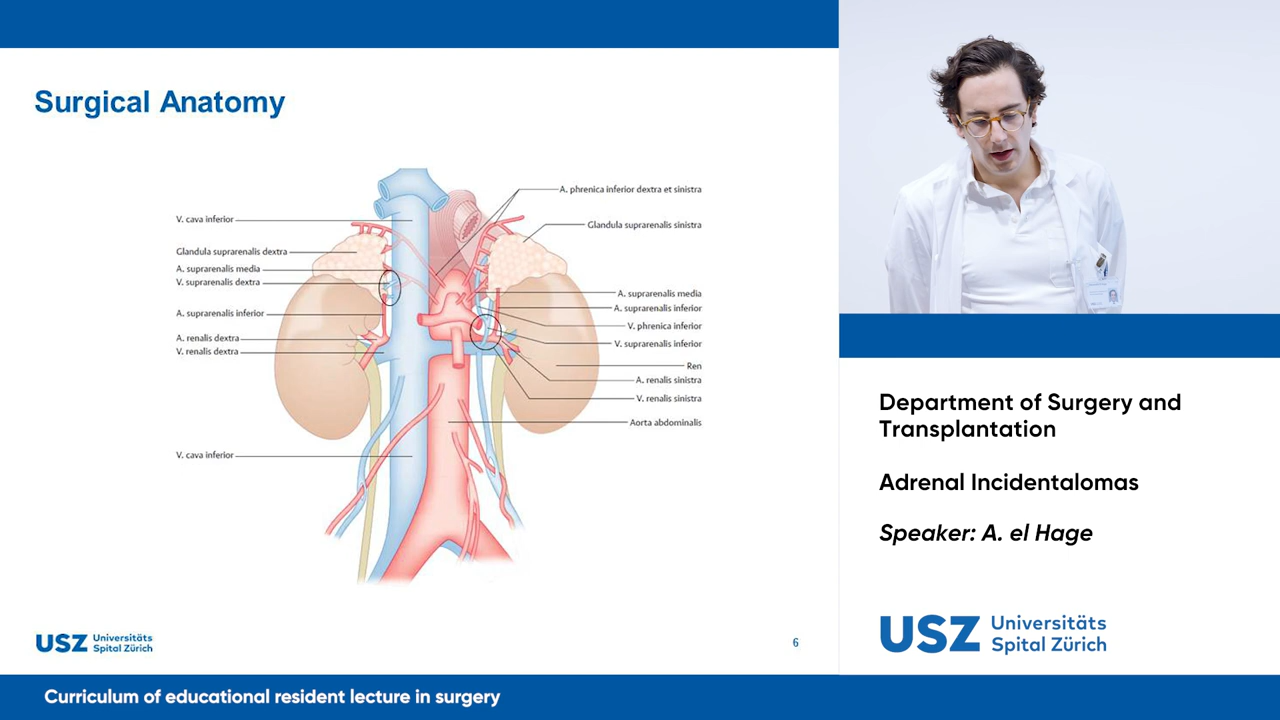 Surgical Anatomy
V. cava inferior
Glandula suprarenalis dextra
A. suprarenalis media
V. suprarenalis dextra
A. suprarenalis inferior
A. renalis dextra
V. renalis dextra
V. cava inferior
A. phrenica inferior dextra et sinistra
Glandula suprarenalis sinistra
A. suprarenalis media
A. suprarenalis inferior
V. phrenica inferior
V. suprarenalis inferior
Ren
A. renalis sinistra
V. renalis sinistra
Aorta abdominalis
USZ Universitäts
Spital Zürich
6
Department of Surgery and
Transplantation
Adrenal Incidentalomas
Speaker: A. el Hage
USZ Universitäts
Spital Zürich
Curriculum of educational resident lecture in surgery